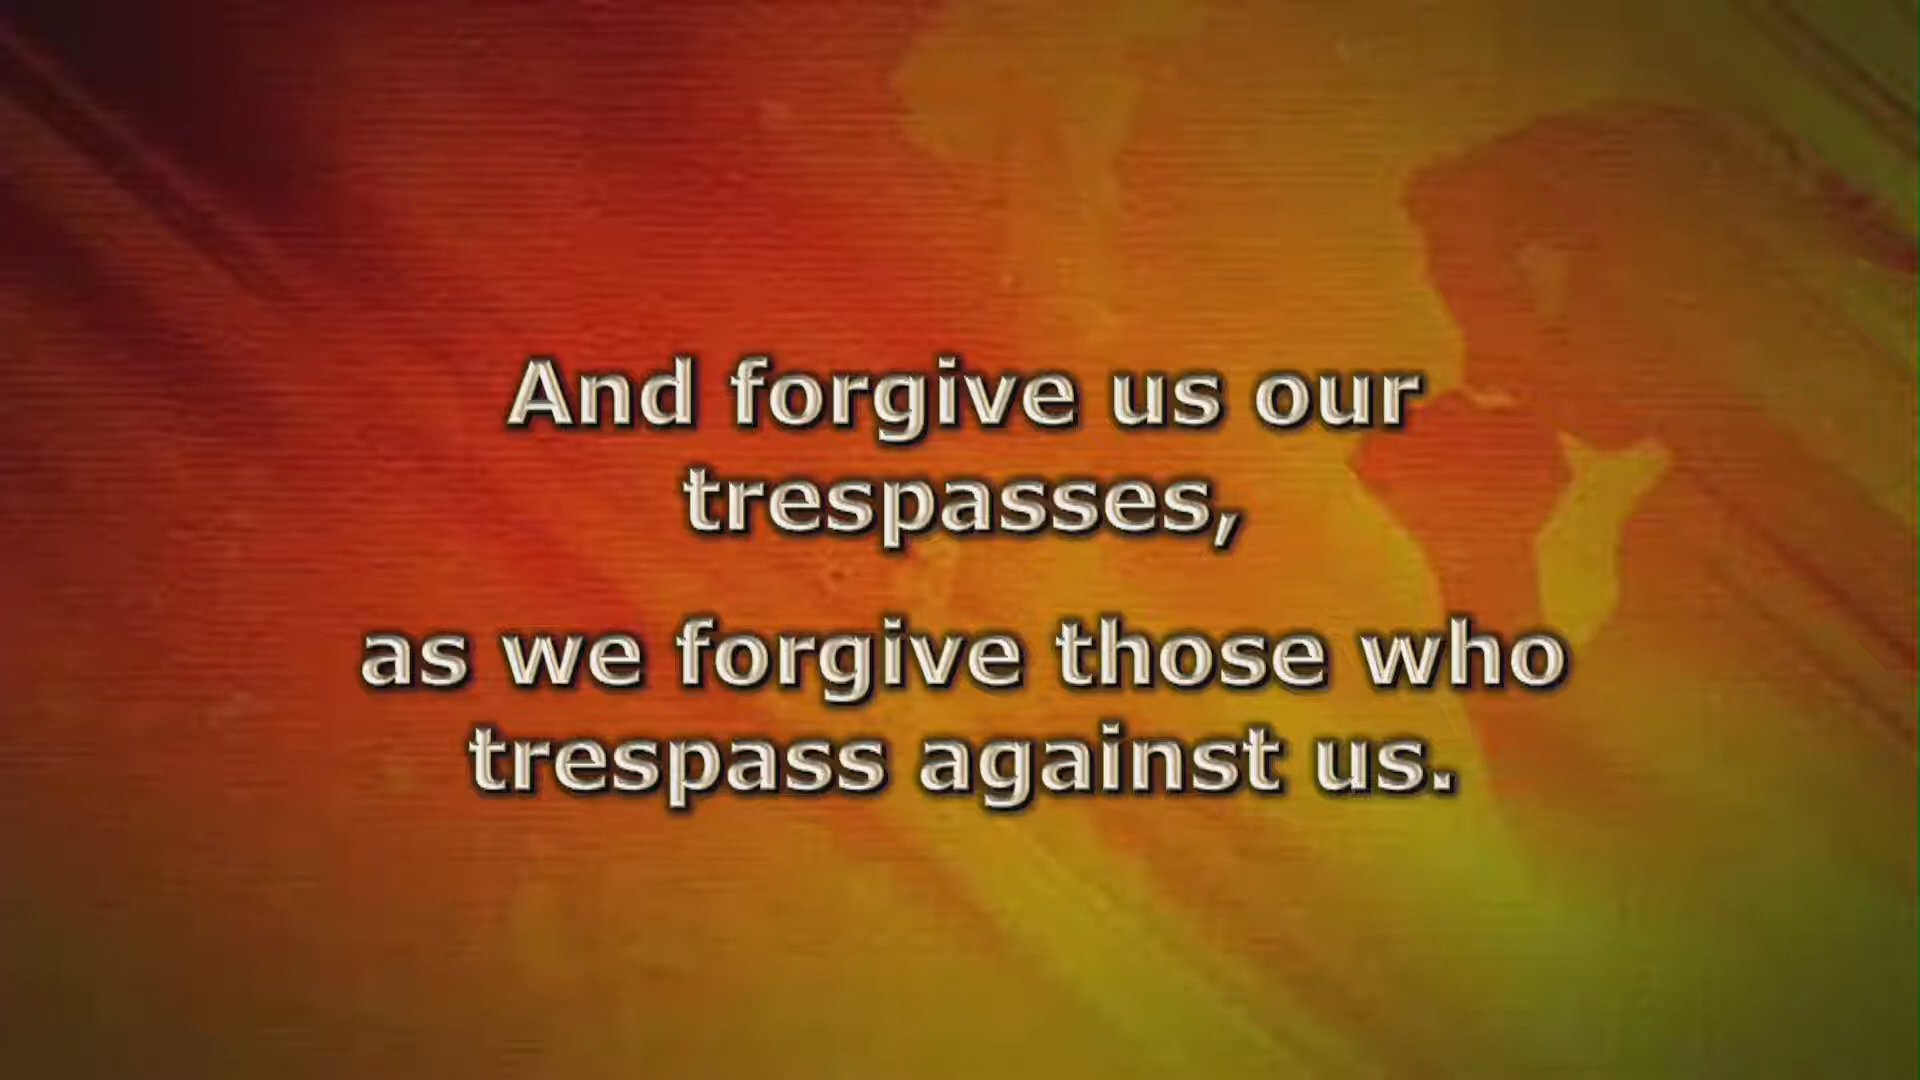 And forgive us our
trespasses,
as we forgive those who
trespass against us.